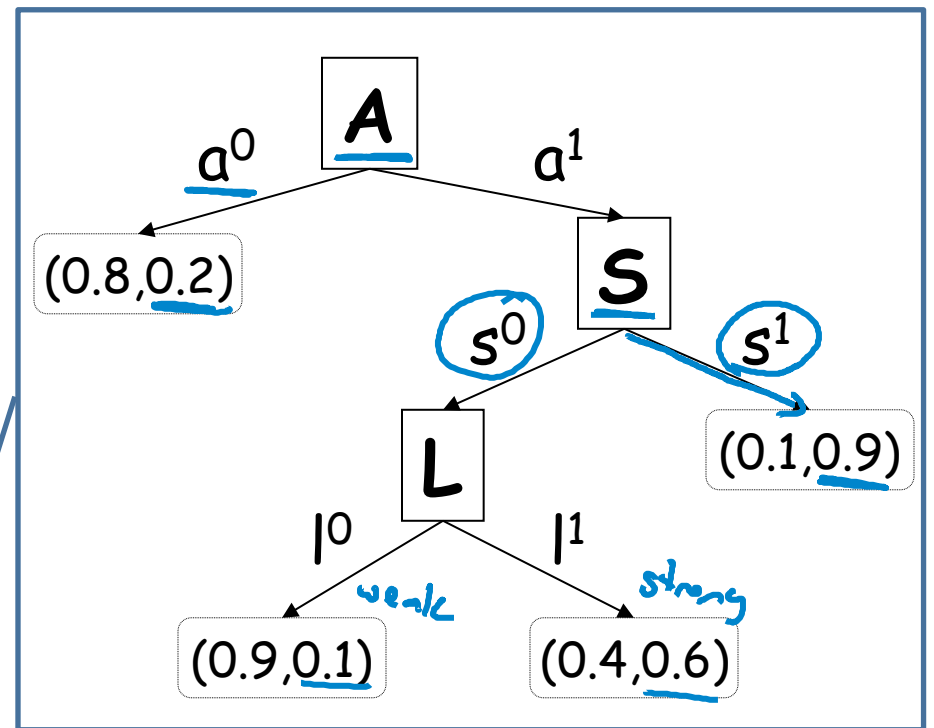 A
a⁰ a¹
(0.8,0.2)
S
s⁰ s¹
L
(0.1,0.9)
l⁰ l¹
weak strong
(0.9,0.1) (0.4,0.6)